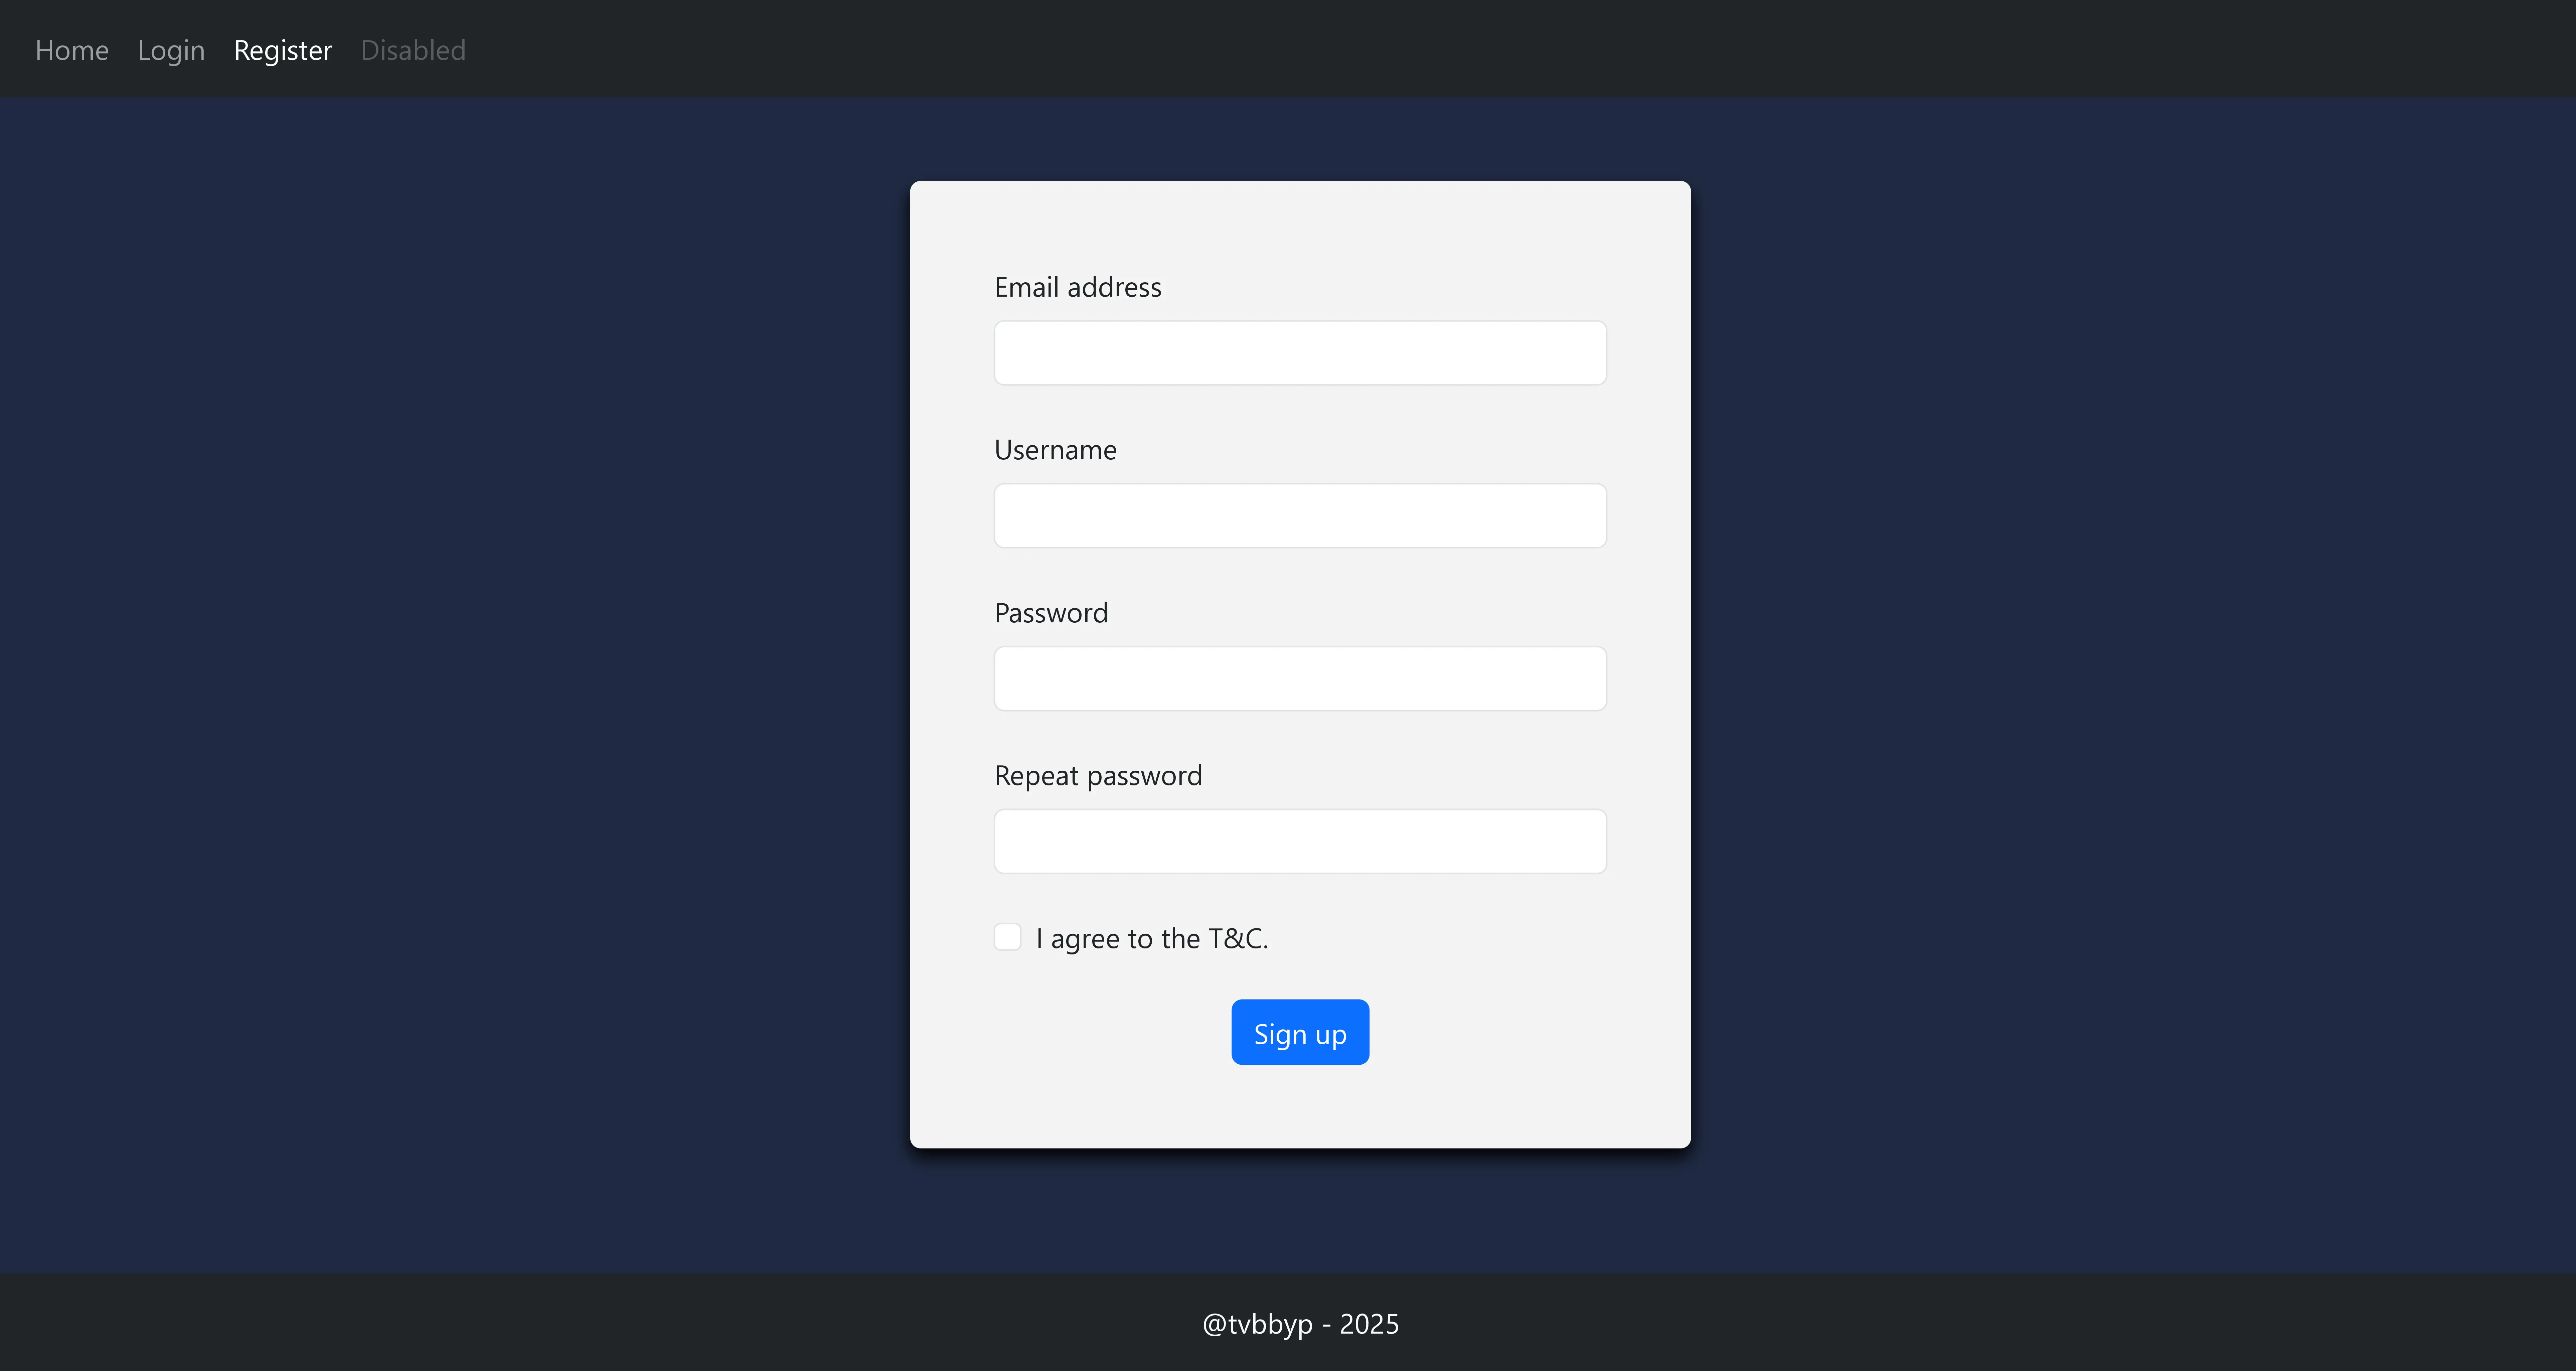 Home Login Register Disabled
Email address
Username
Password
Repeat password
I agree to the T&C.
Sign up
@tvbbyp - 2025